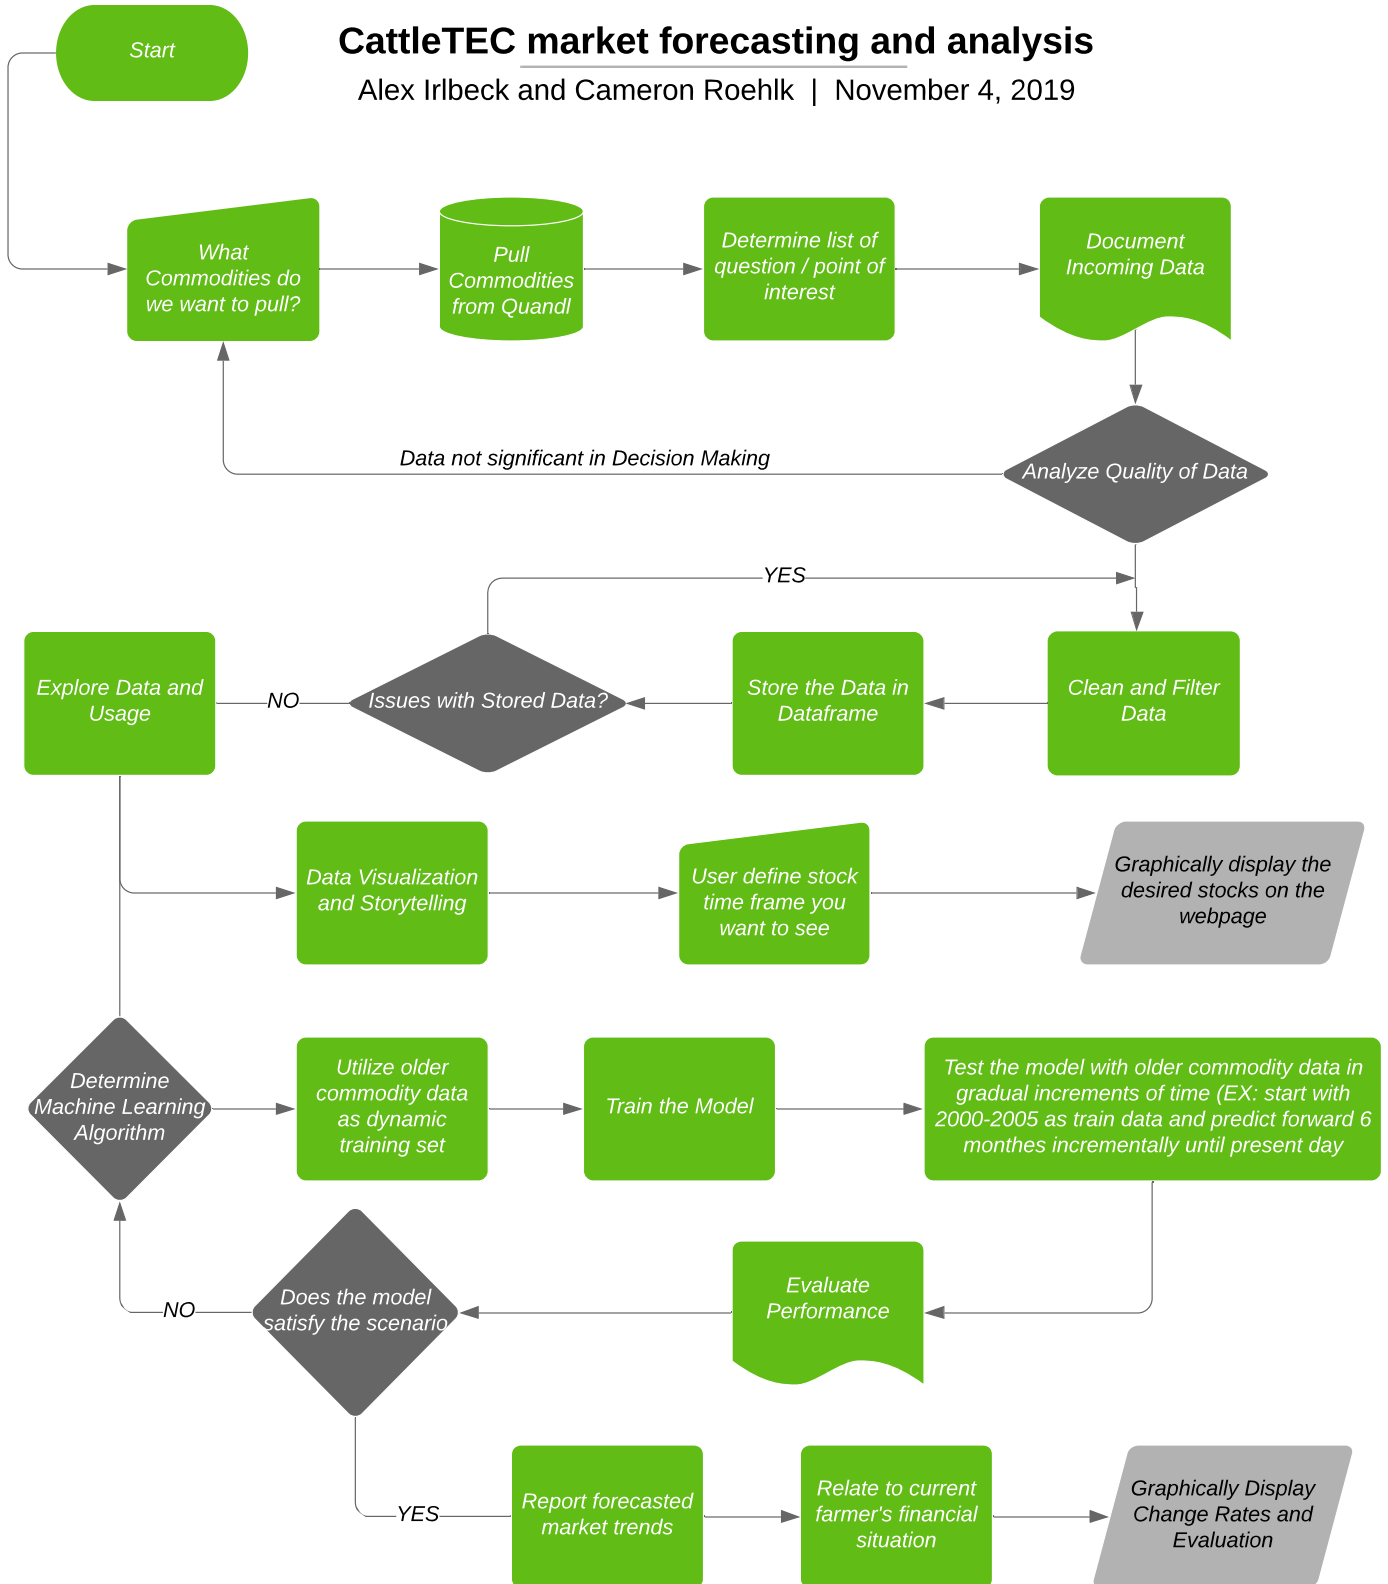 Start
CattleTEC market forecasting and analysis
Alex Irlbeck and Cameron Roehlk | November 4, 2019
What
Commodities do
we want to pull?
Pull
Commodities
from Quandl
Determine list of
question / point of
interest
Document
Incoming Data
Data not significant in Decision Making
Analyze Quality of Data
YES
Explore Data and
Usage
NO
Issues with Stored Data?
Store the Data in
Dataframe
Clean and Filter
Data
Data Visualization
and Storytelling
User define stock
time frame you
want to see
Graphically display the
desired stocks on the
webpage
Determine
Machine Learning
Algorithm
Utilize older
commodity data
as dynamic
training set
Train the Model
Test the model with older commodity data in
gradual increments of time (EX: start with
2000-2005 as train data and predict forward 6
monthes incrementally until present day
NO
Does the model
satisfy the scenario
Evaluate
Performance
YES
Report forecasted
market trends
Relate to current
farmer's financial
situation
Graphically Display
Change Rates and
Evaluation